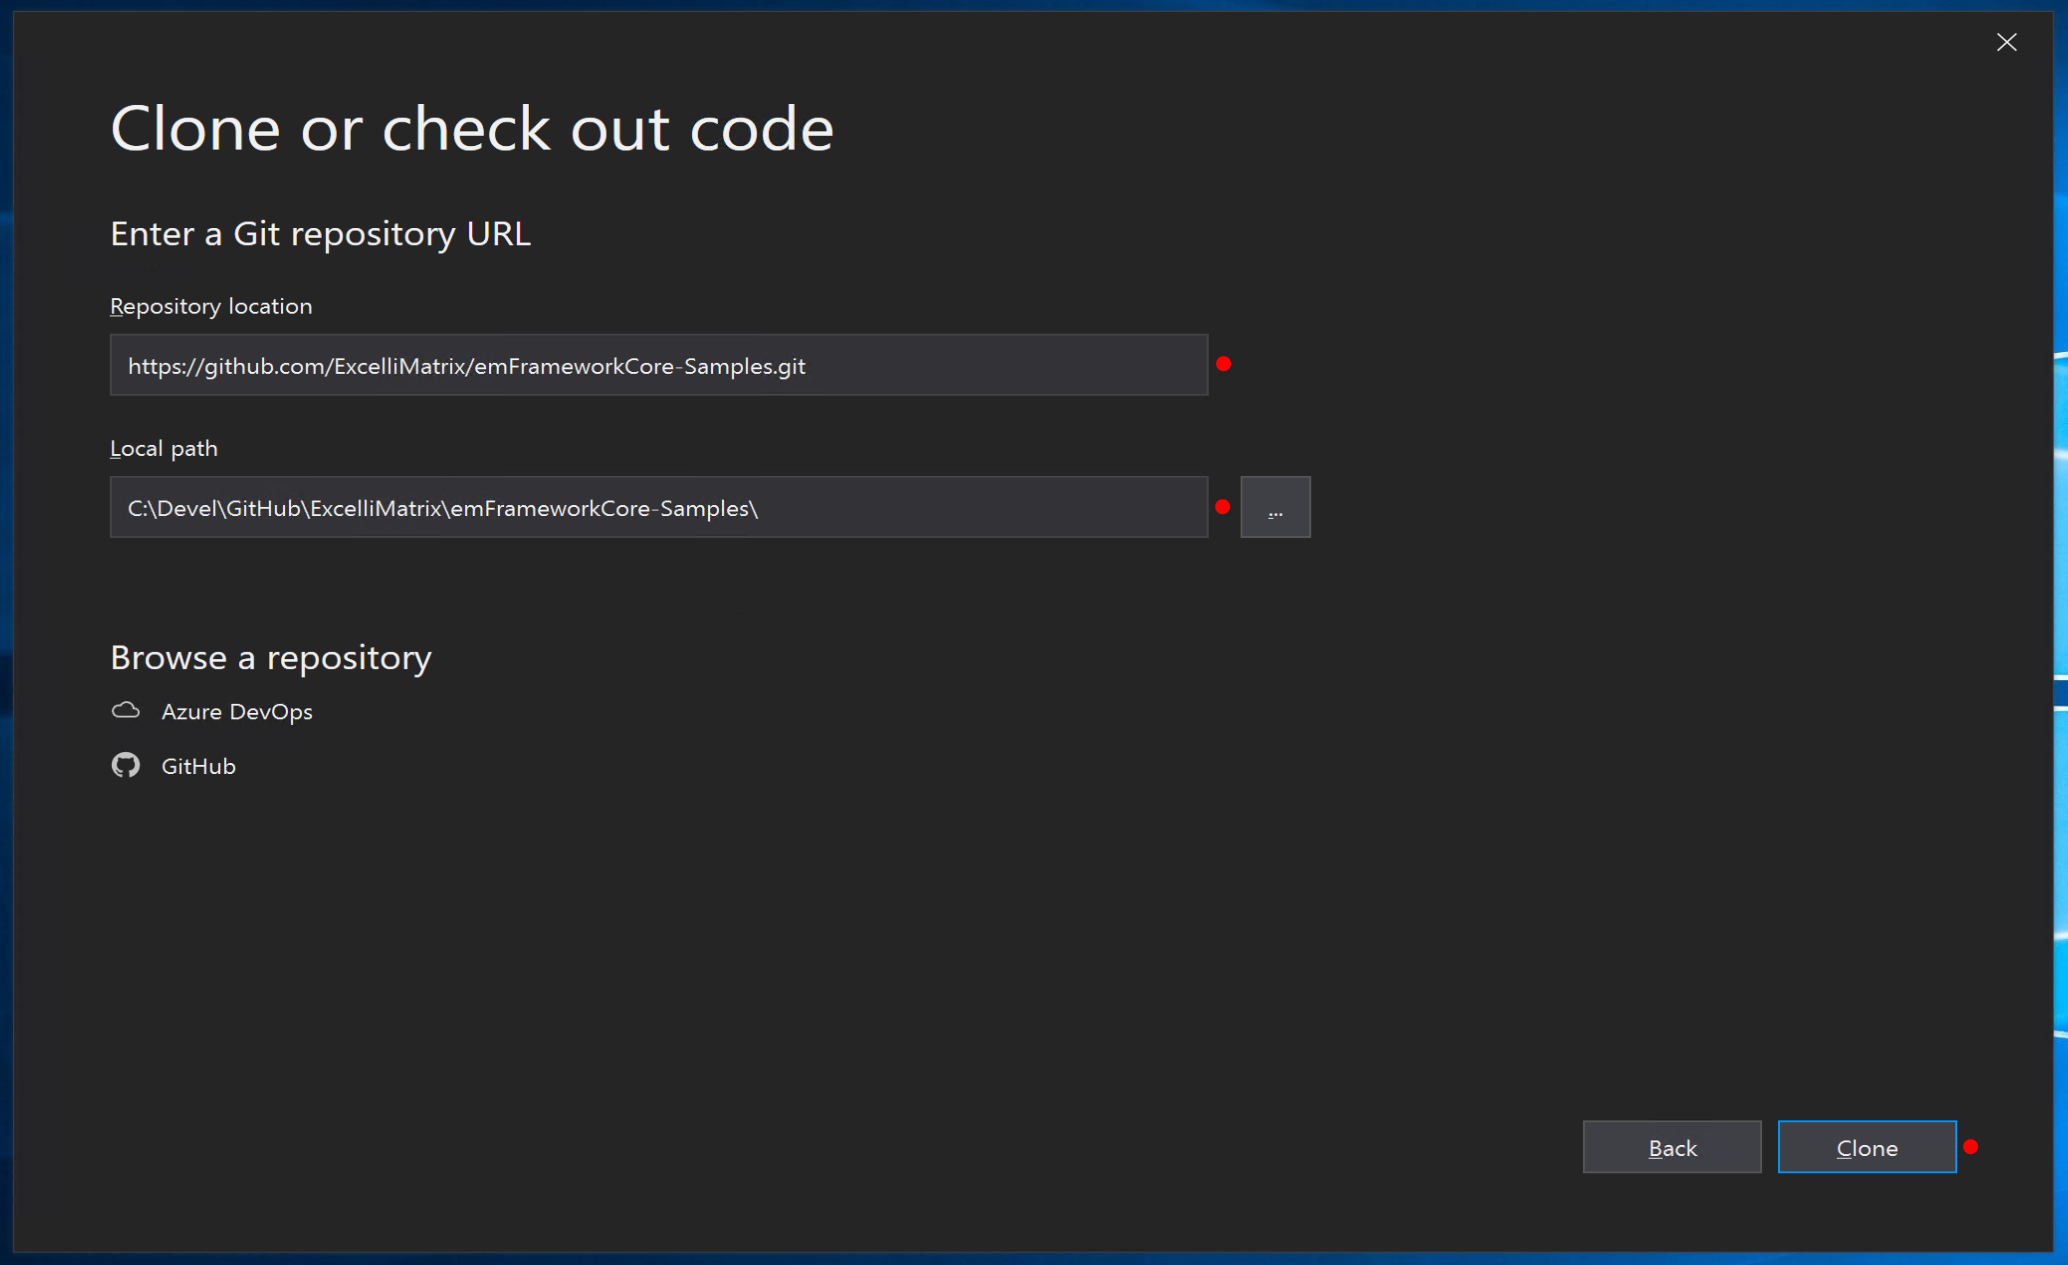 Clone or check out code
Enter a Git repository URL
Repository location
https://github.com/ExcelliMatrix/emFrameworkCore-Samples.git
Local path
C:\Devel\GitHub\ExcelliMatrix\emFrameworkCore-Samples\
...
Browse a repository
Azure DevOps
GitHub
Back
Clone